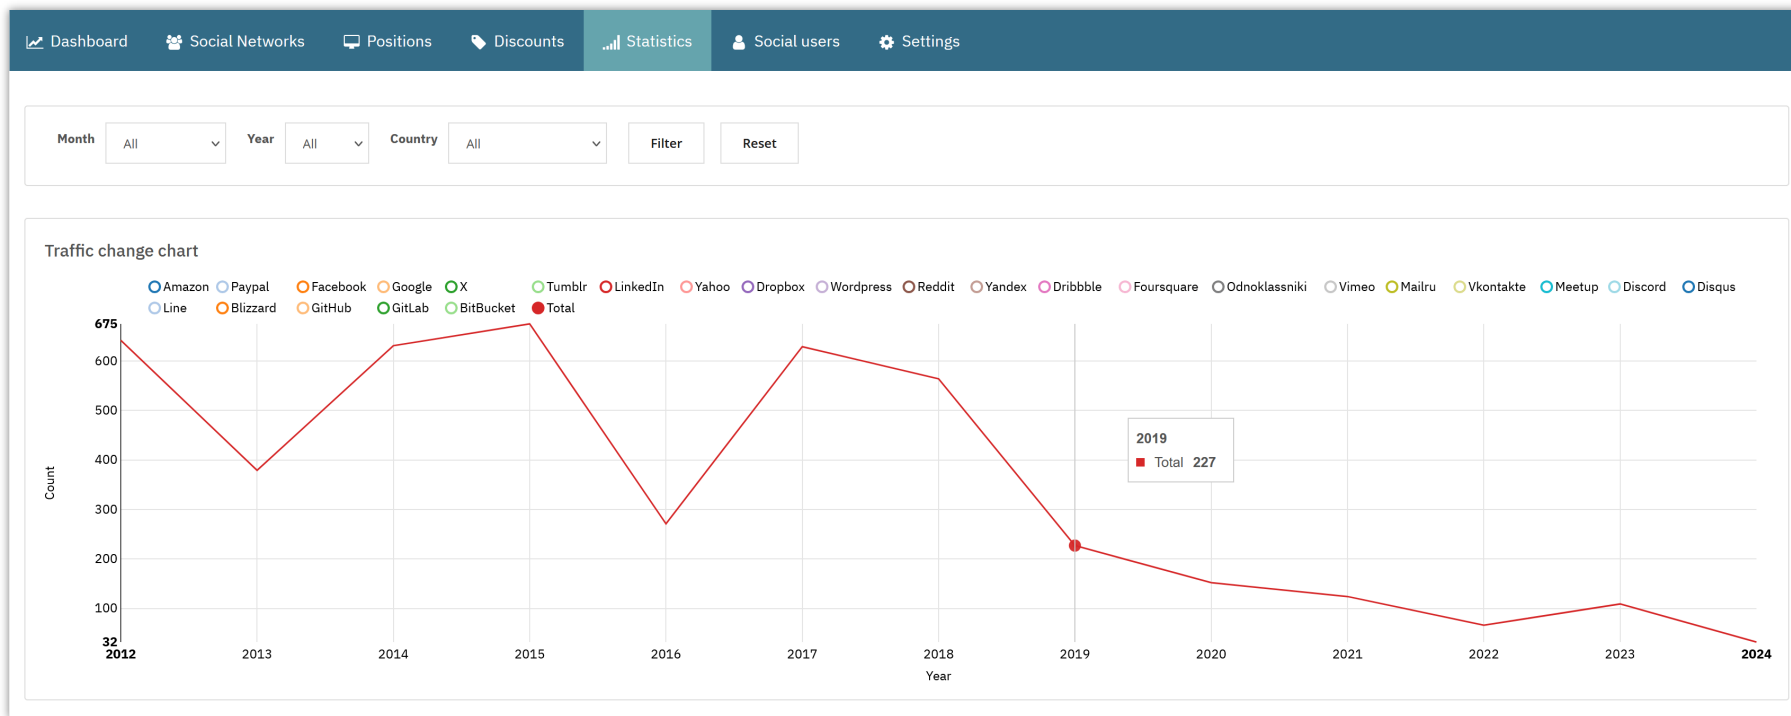 Dashboard Social Networks Positions Discounts Statistics Social users Settings
Month All Year All Country All Filter Reset
Traffic change chart
Amazon Paypal Facebook Google X Tumblr LinkedIn Yahoo Dropbox Wordpress Reddit Yandex Dribbble Foursquare Odnoklassniki Vimeo Mailru Vkontakte Meetup Discord Disqus
Line Blizzard GitHub GitLab BitBucket Total
675
600
500
400
300
200
100
32
Count
2019
Total 227
2012 2013 2014 2015 2016 2017 2018 2019 2020 2021 2022 2023 2024
Year